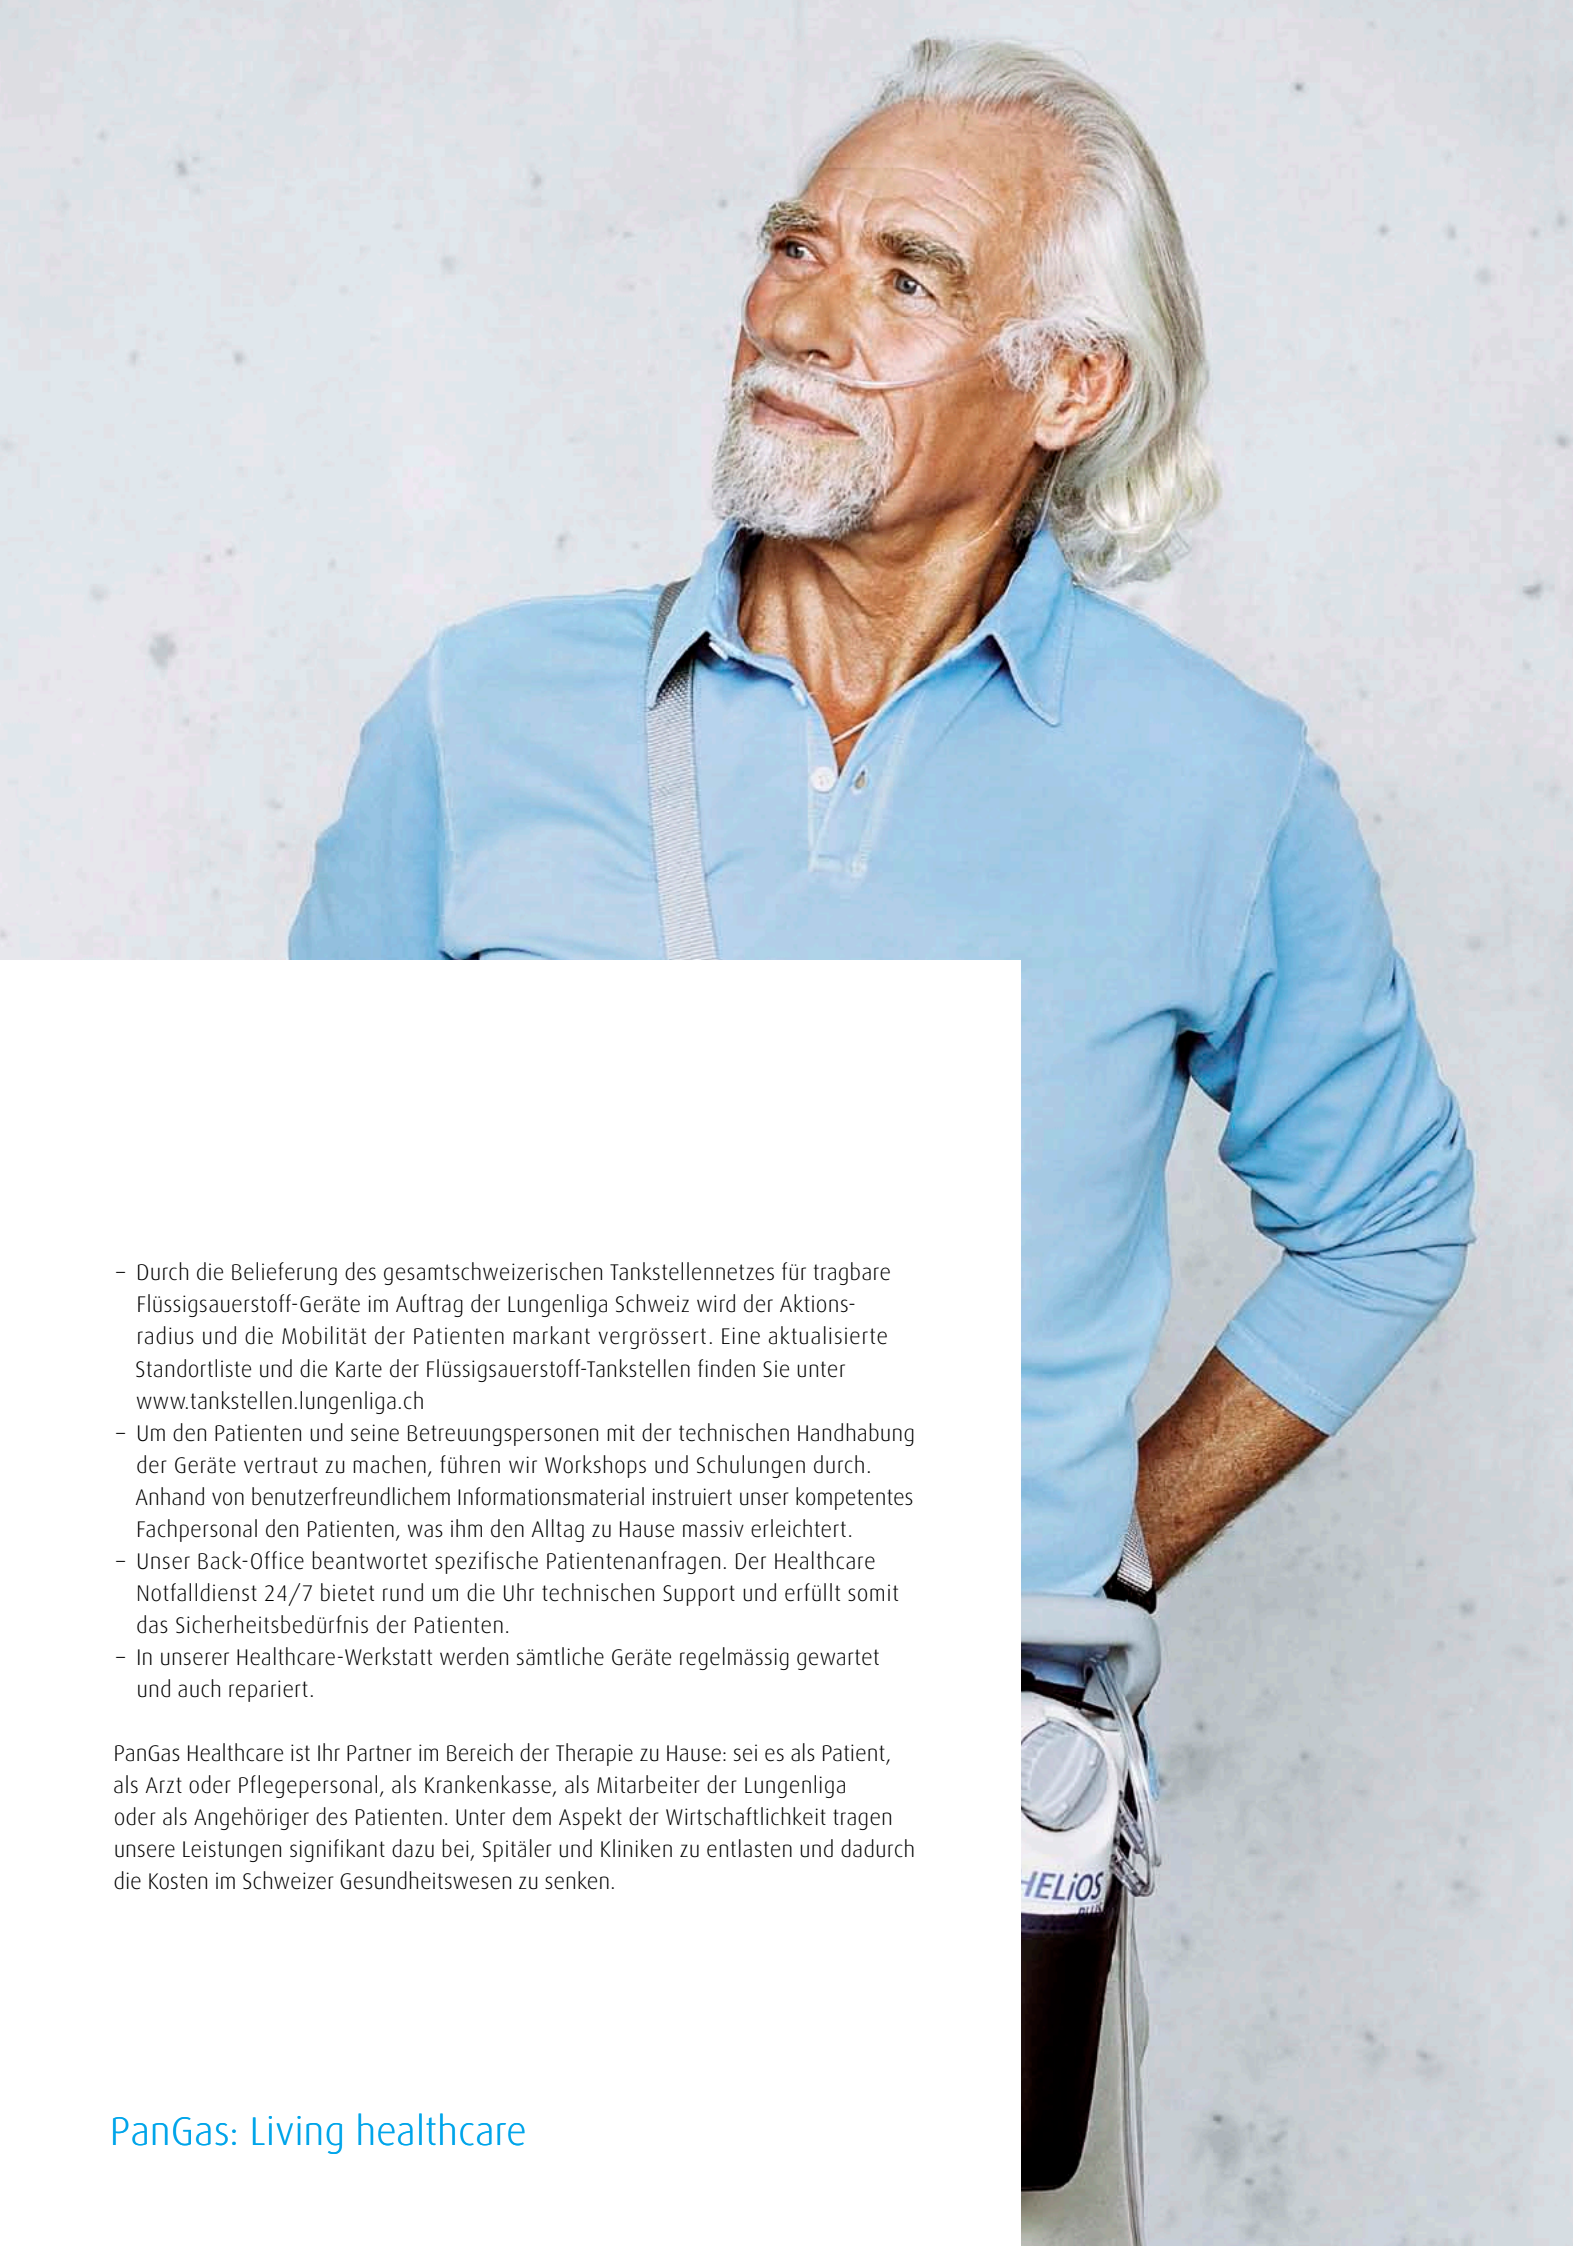 – Durch die Belieferung des gesamtschweizerischen Tankstellennetzes für tragbare
Flüssigsauerstoff-Geräte im Auftrag der Lungenliga Schweiz wird der Aktions-
radius und die Mobilität der Patienten markant vergrössert. Eine aktualisierte
Standortliste und die Karte der Flüssigsauerstoff-Tankstellen finden Sie unter
www.tankstellen.lungenliga.ch
– Um den Patienten und seine Betreuungspersonen mit der technischen Handhabung
der Geräte vertraut zu machen, führen wir Workshops und Schulungen durch.
Anhand von benutzerfreundlichem Informationsmaterial instruiert unser kompetentes
Fachpersonal den Patienten, was ihm den Alltag zu Hause massiv erleichtert.
– Unser Back-Office beantwortet spezifische Patientenanfragen. Der Healthcare
Notfalldienst 24/7 bietet rund um die Uhr technischen Support und erfüllt somit
das Sicherheitsbedürfnis der Patienten.
– In unserer Healthcare-Werkstatt werden sämtliche Geräte regelmässig gewartet
und auch repariert.
PanGas Healthcare ist Ihr Partner im Bereich der Therapie zu Hause: sei es als Patient,
als Arzt oder Pflegepersonal, als Krankenkasse, als Mitarbeiter der Lungenliga
oder als Angehöriger des Patienten. Unter dem Aspekt der Wirtschaftlichkeit tragen
unsere Leistungen signifikant dazu bei, Spitäler und Kliniken zu entlasten und dadurch
die Kosten im Schweizer Gesundheitswesen zu senken.
HELiOS
PLUS
PanGas: Living healthcare